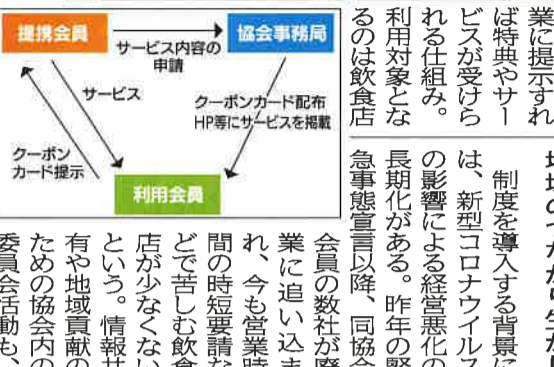 業に提示すれ
ば特典やサー
ビスが受けら
れる仕組み。
利用対象とな
るのは飲食店
提携会員
サービス内容の
申請
協会事務局
サービス
クーポンカード配布
HP等にサービスを掲載
クーポン
カード提示
利用会員
制度を導入する背景に
は、新型コロナウイルス
の影響による経営悪化の
長期化がある。昨年の緊
急事態宣言以降、同協会
会員の数社が廃
業に追い込ま
れ、今も営業時
間の時短要請な
どで苦しむ飲食
店が少なくない
という。情報
有や地域貢献の
ための協会内の
委員会活動も、